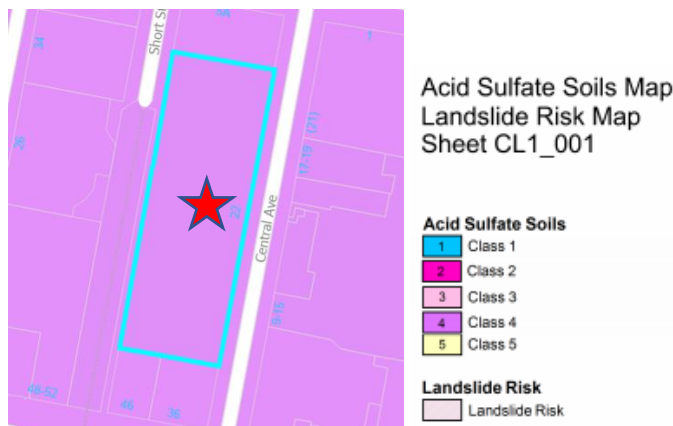 Short St
9A
34
1
26
(21)
17-19
22
Central Ave
9-15
48-52
46
36
Acid Sulfate Soils Map
Landslide Risk Map
Sheet CL1_001
Acid Sulfate Soils
1 Class 1
2 Class 2
3 Class 3
4 Class 4
5 Class 5
Landslide Risk
Landslide Risk